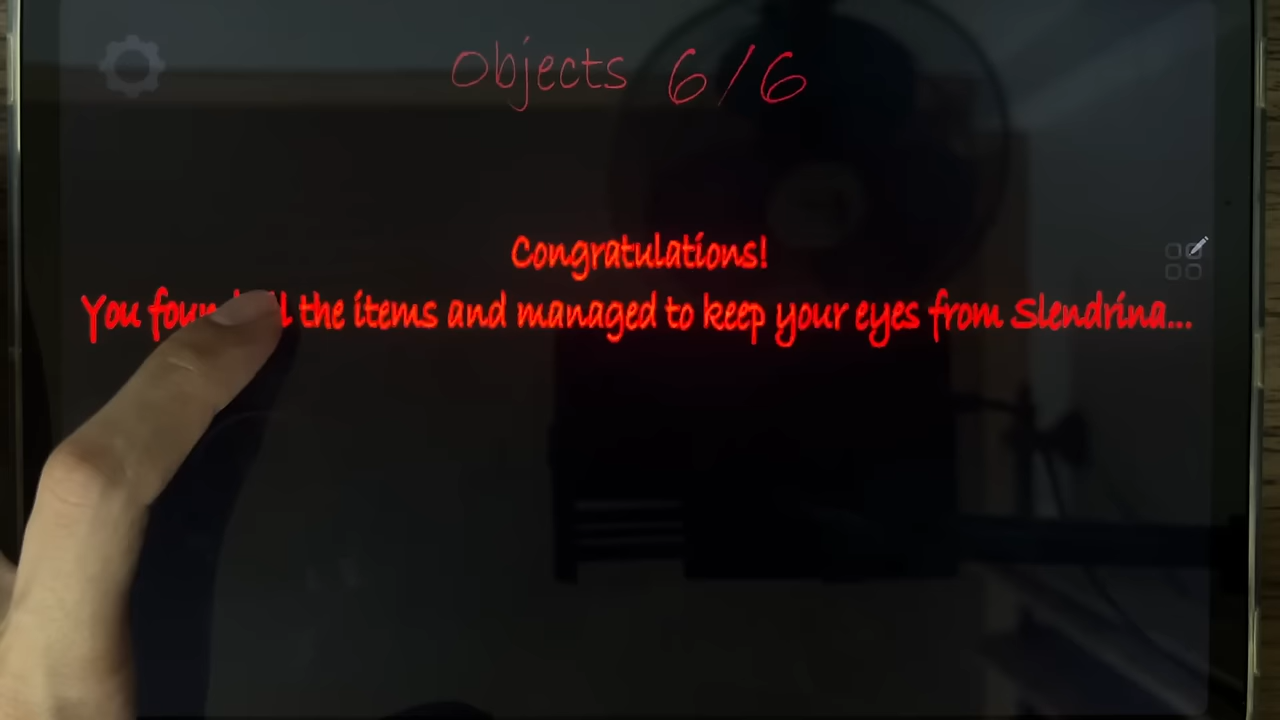 Objects 6/6
Congratulations!
You the items and managed to keep your eyes from Slendrina...